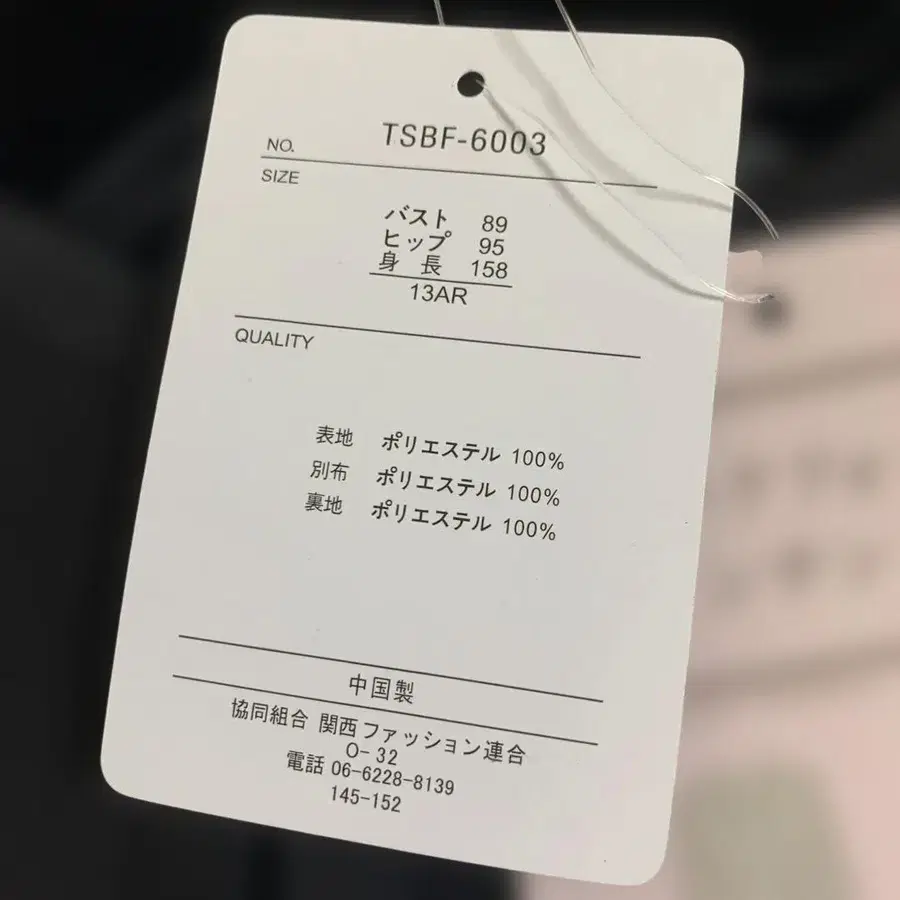 NO. TSBF-6003
SIZE
バスト 89
ヒップ 95
身 長 158
13AR
QUALITY
表地 ポリエステル 100%
別布 ポリエステル 100%
裏地 ポリエステル 100%
中国製
協同組合 関西ファッション連合
O-32
電話 06-6228-8139
145-152